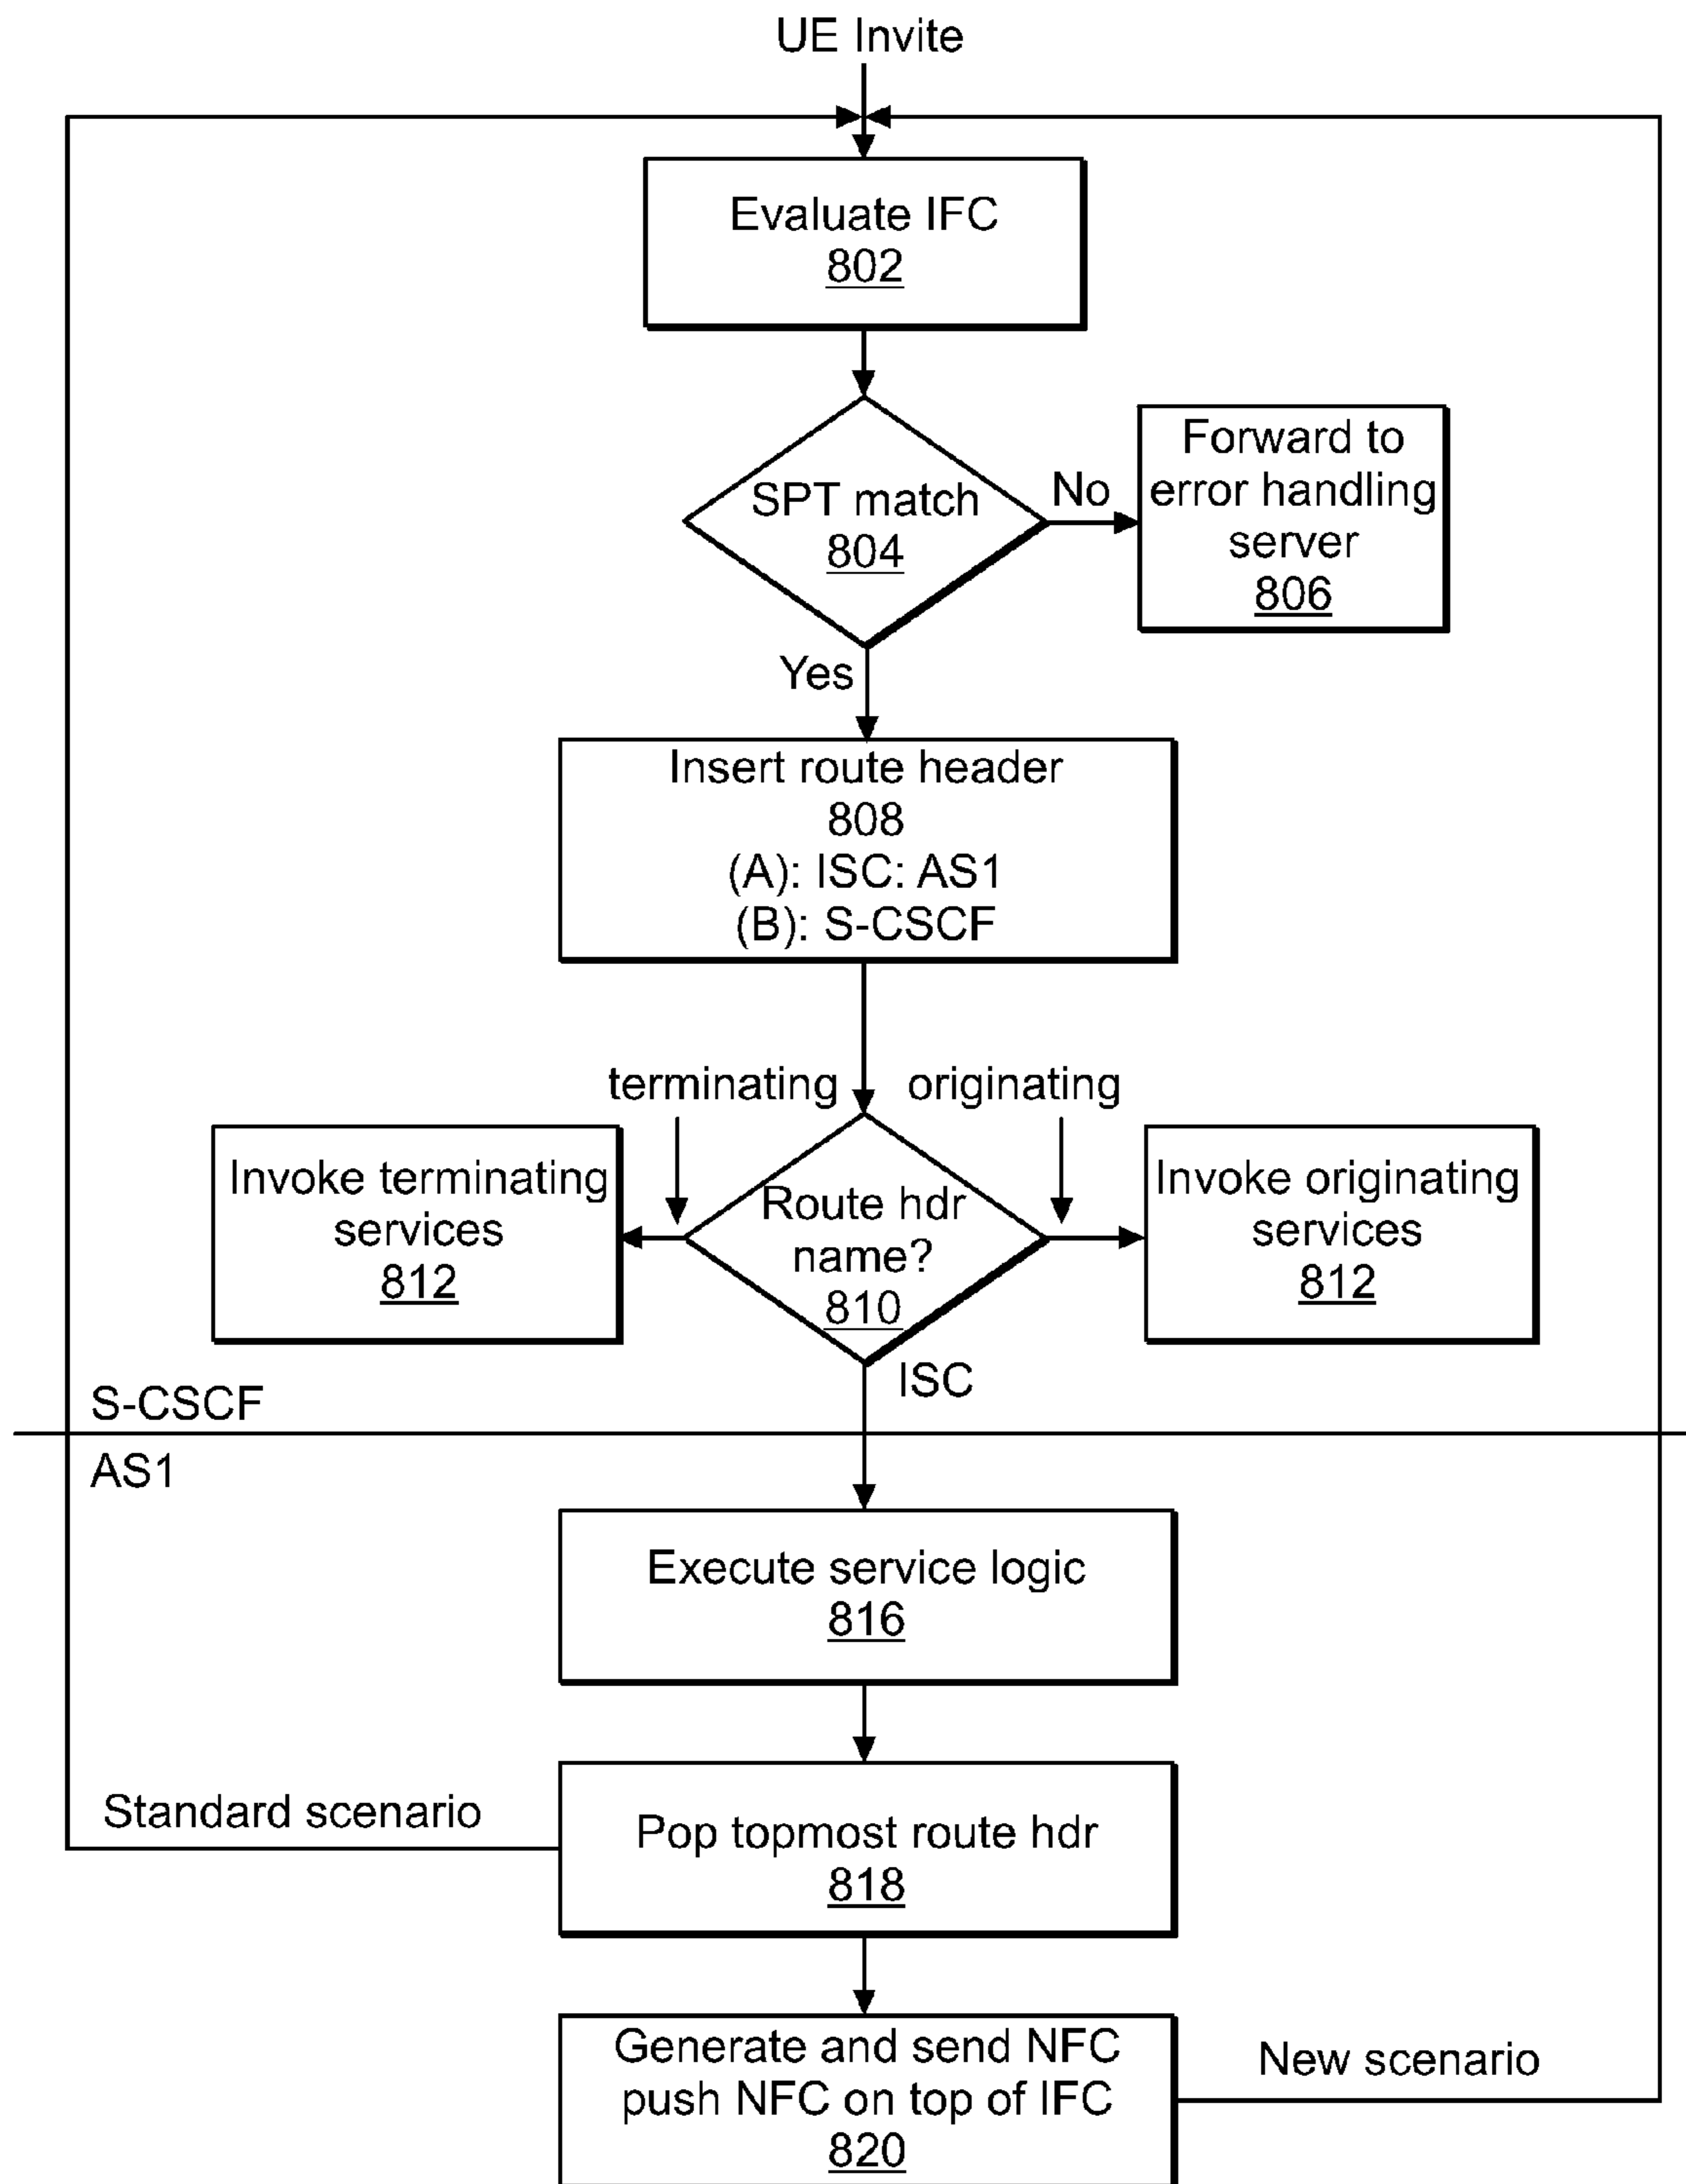 UE Invite
Evaluate IFC
802
SPT match
804
No
Forward to
error handling
server
806
Yes
Insert route header
808
(A): ISC: AS1
(B): S-CSCF
terminating
originating
Invoke terminating
services
812
Route hdr
name?
810
Invoke originating
services
812
ISC
S-CSCF
AS1
Execute service logic
816
Standard scenario
Pop topmost route hdr
818
Generate and send NFC
push NFC on top of IFC
820
New scenario